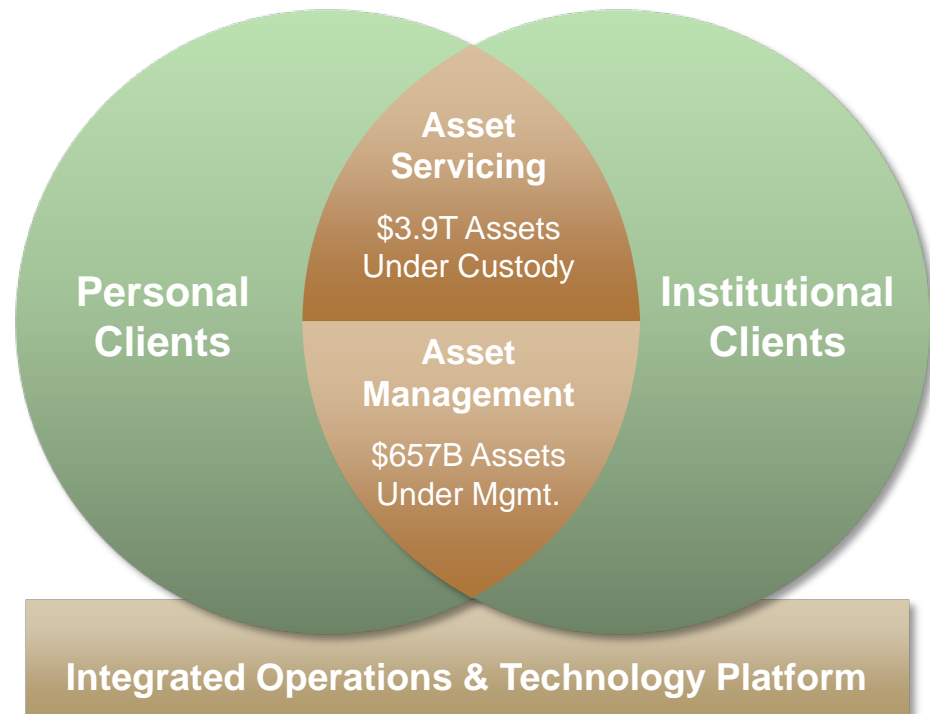 Asset
Servicing
$3.9T Assets
Under Custody
Personal
Clients
Institutional
Clients
Asset
Management
$657B Assets
Under Mgmt.
Integrated Operations & Technology Platform